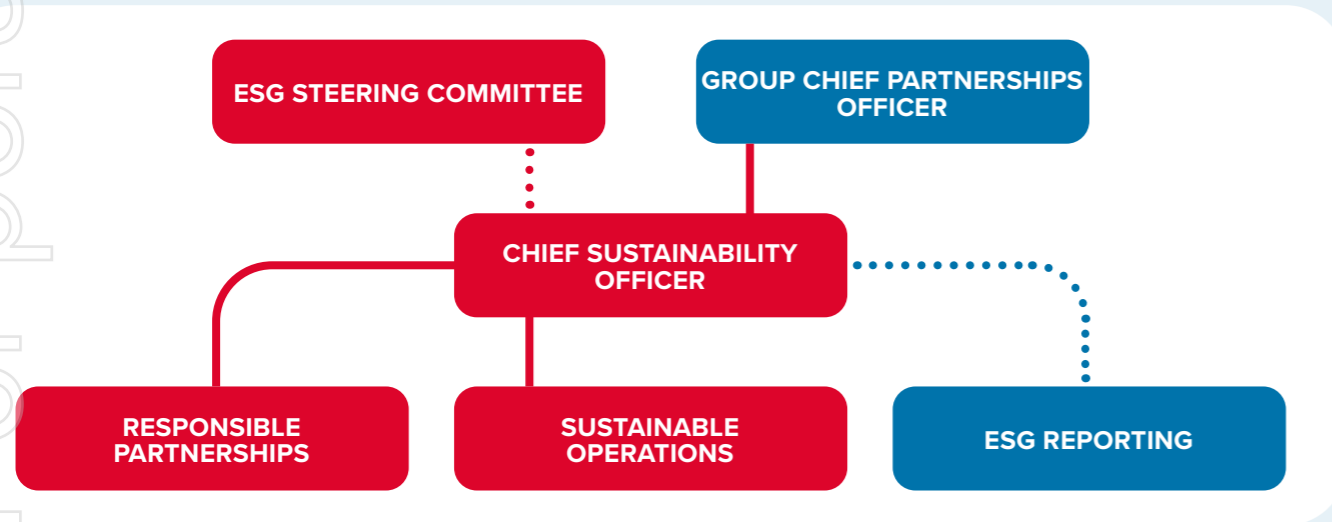 ESG STEERING COMMITTEE
GROUP CHIEF PARTNERSHIPS
OFFICER
CHIEF SUSTAINABILITY
OFFICER
RESPONSIBLE
PARTNERSHIPS
SUSTAINABLE
OPERATIONS
ESG REPORTING